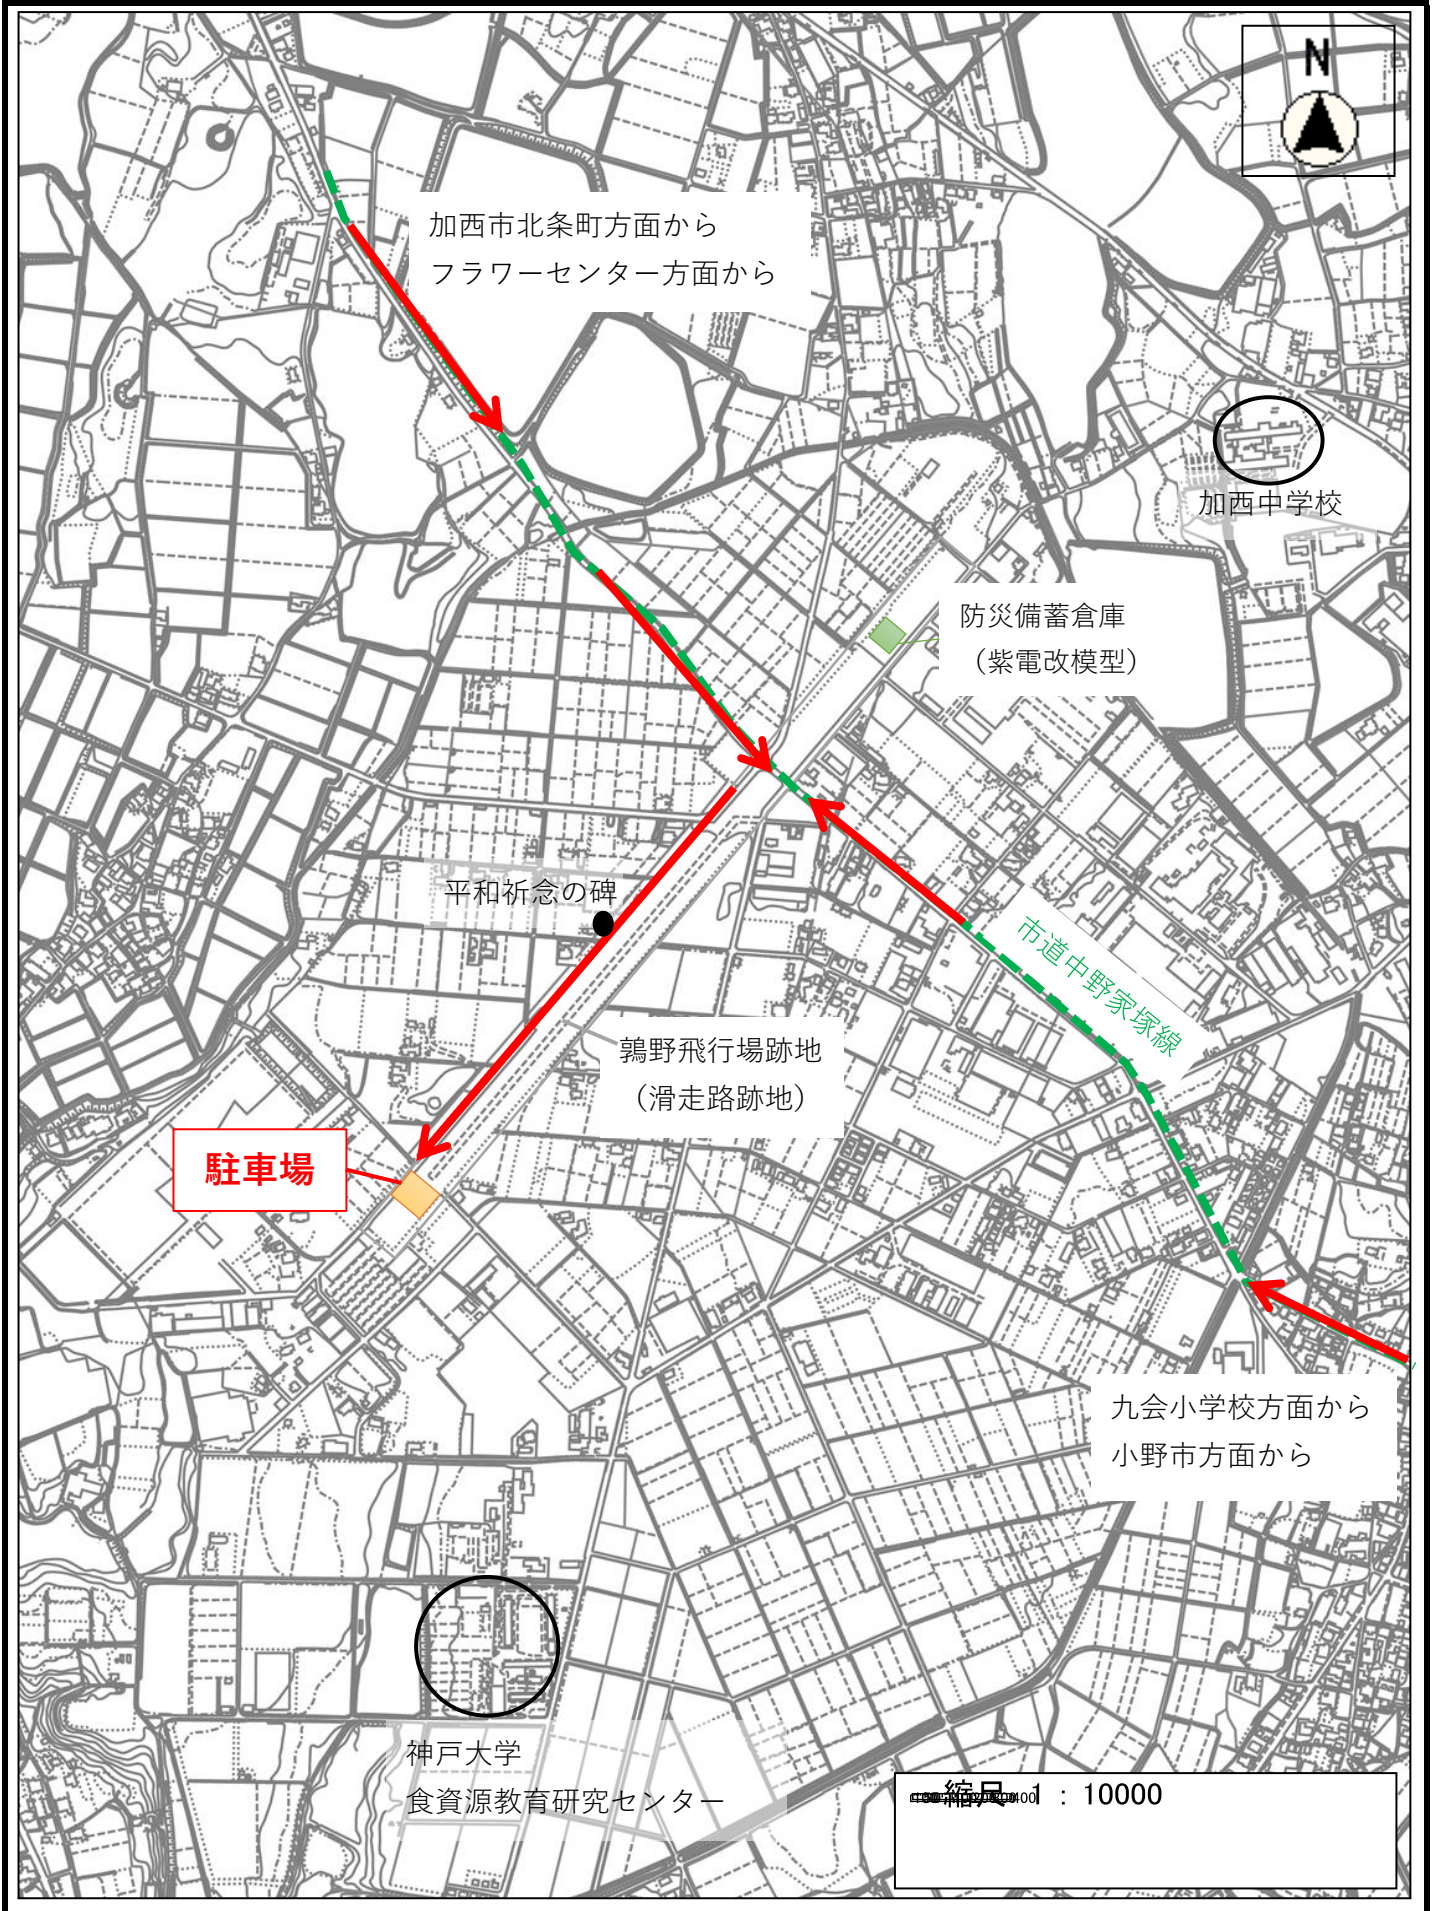 N
加西市北条町方面から
フラワーセンター方面から
加西中学校
防災備蓄倉庫
（紫電改模型）
平和祈念の碑
市道中野家塚線
鶉野飛行場跡地
（滑走路跡地）
駐車場
九会小学校方面から
小野市方面から
神戸大学
食資源教育研究センター
縮尺 1 : 10000